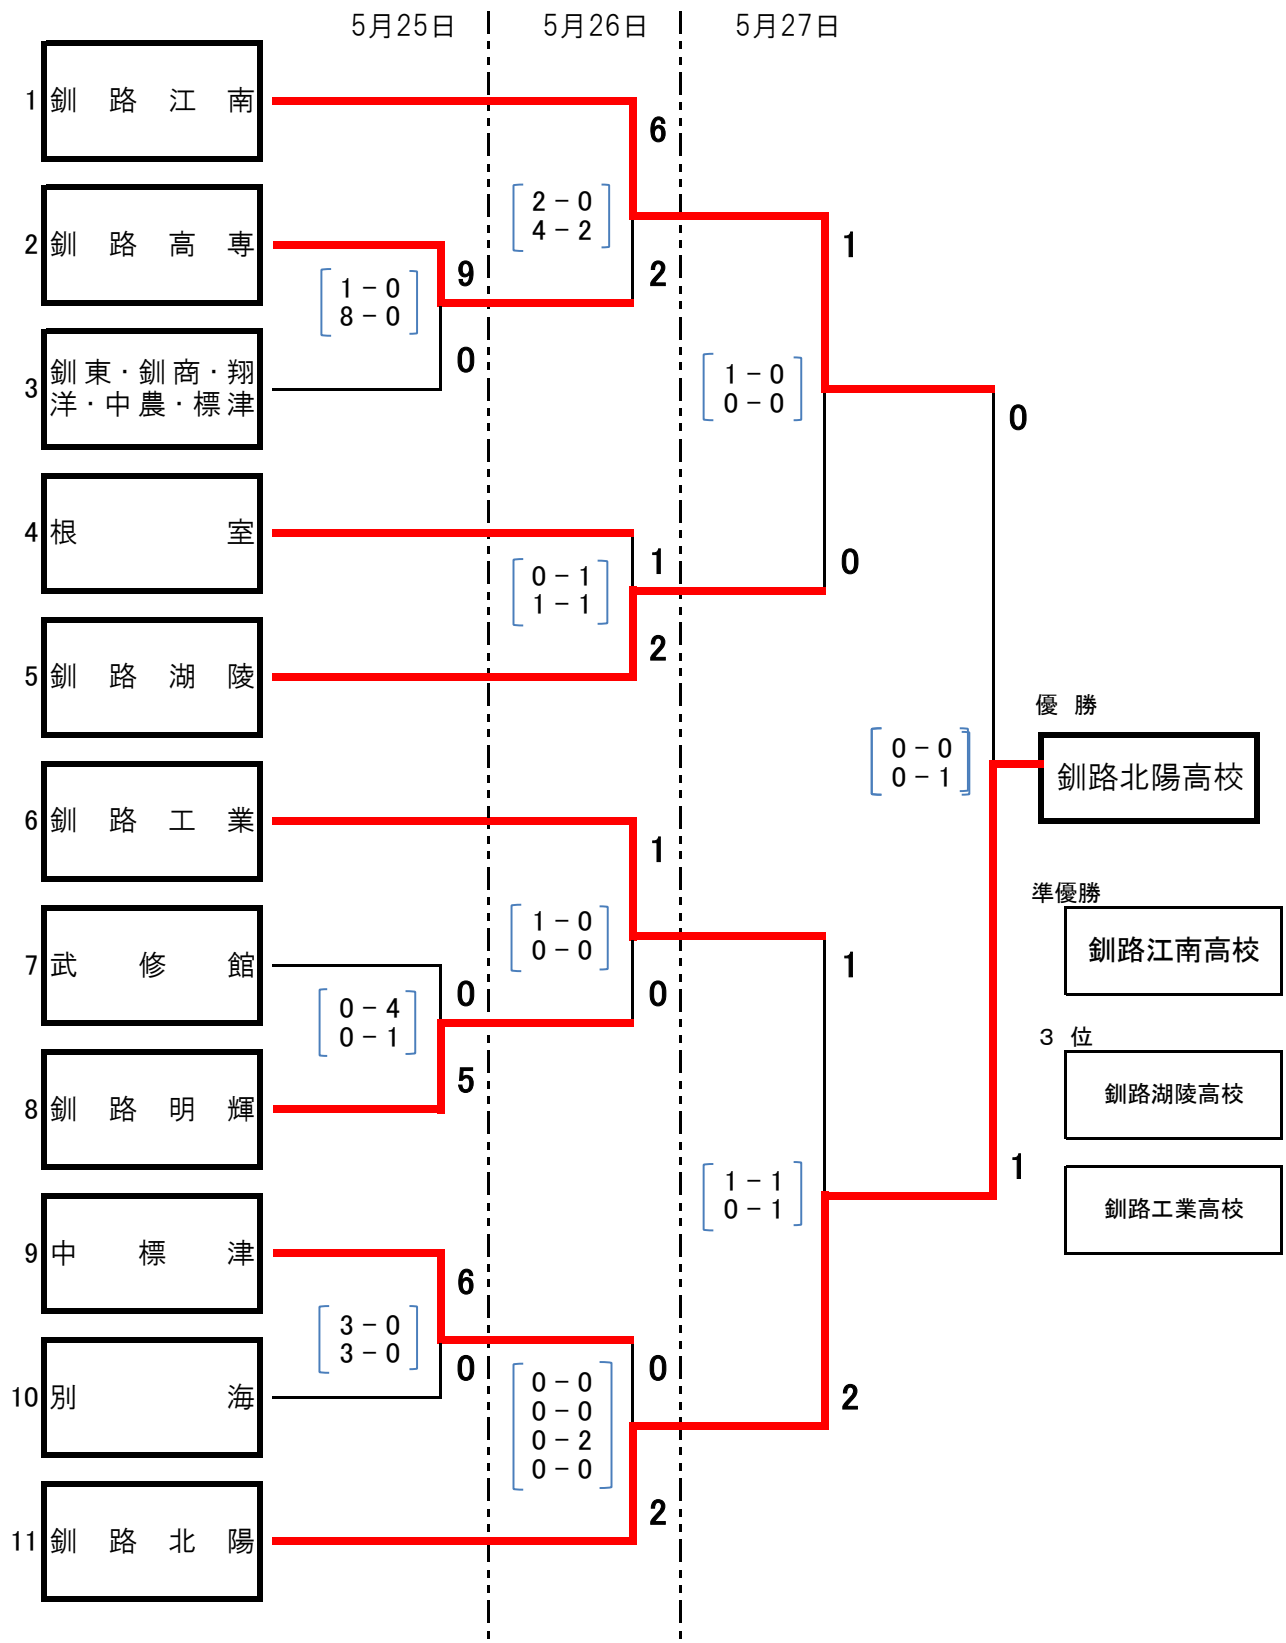 5月25日 5月26日 5月27日
1 釧路江南
6
2 - 0
4 - 2
2 釧路高専
9
2
1
1 - 0
8 - 0
0
3 釧東・釧商・翔
洋・中農・標津
1 - 0
0 - 0
0
4 根室
1
0
0 - 1
1 - 1
2
5 釧路湖陵
優勝
0 - 0
0 - 1
釧路北陽高校
6 釧路工業
1
準優勝
釧路江南高校
1 - 0
0 - 0
1
7 武修館
0
0
0 - 4
0 - 1
3位
釧路湖陵高校
5
8 釧路明輝
1
1 - 1
0 - 1
釧路工業高校
9 中標津
6
3 - 0
3 - 0
0
0
2
10 別海
0 - 0
0 - 0
0 - 2
0 - 0
2
11 釧路北陽